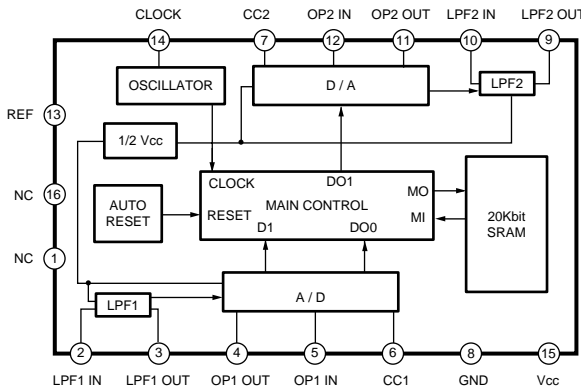 CLOCK CC2 OP2 IN OP2 OUT LPF2 IN LPF2 OUT
14 7 12 11 10 9
OSCILLATOR
D / A
LPF2
REF 13
1/2 Vcc
NC 16
AUTO
RESET
CLOCK DO1
MO
RESET MAIN CONTROL
MI
D1 DO0
20Kbit
SRAM
NC 1
LPF1
A / D
2 3 4 5 6 8 15
LPF1 IN LPF1 OUT OP1 OUT OP1 IN CC1 GND Vcc